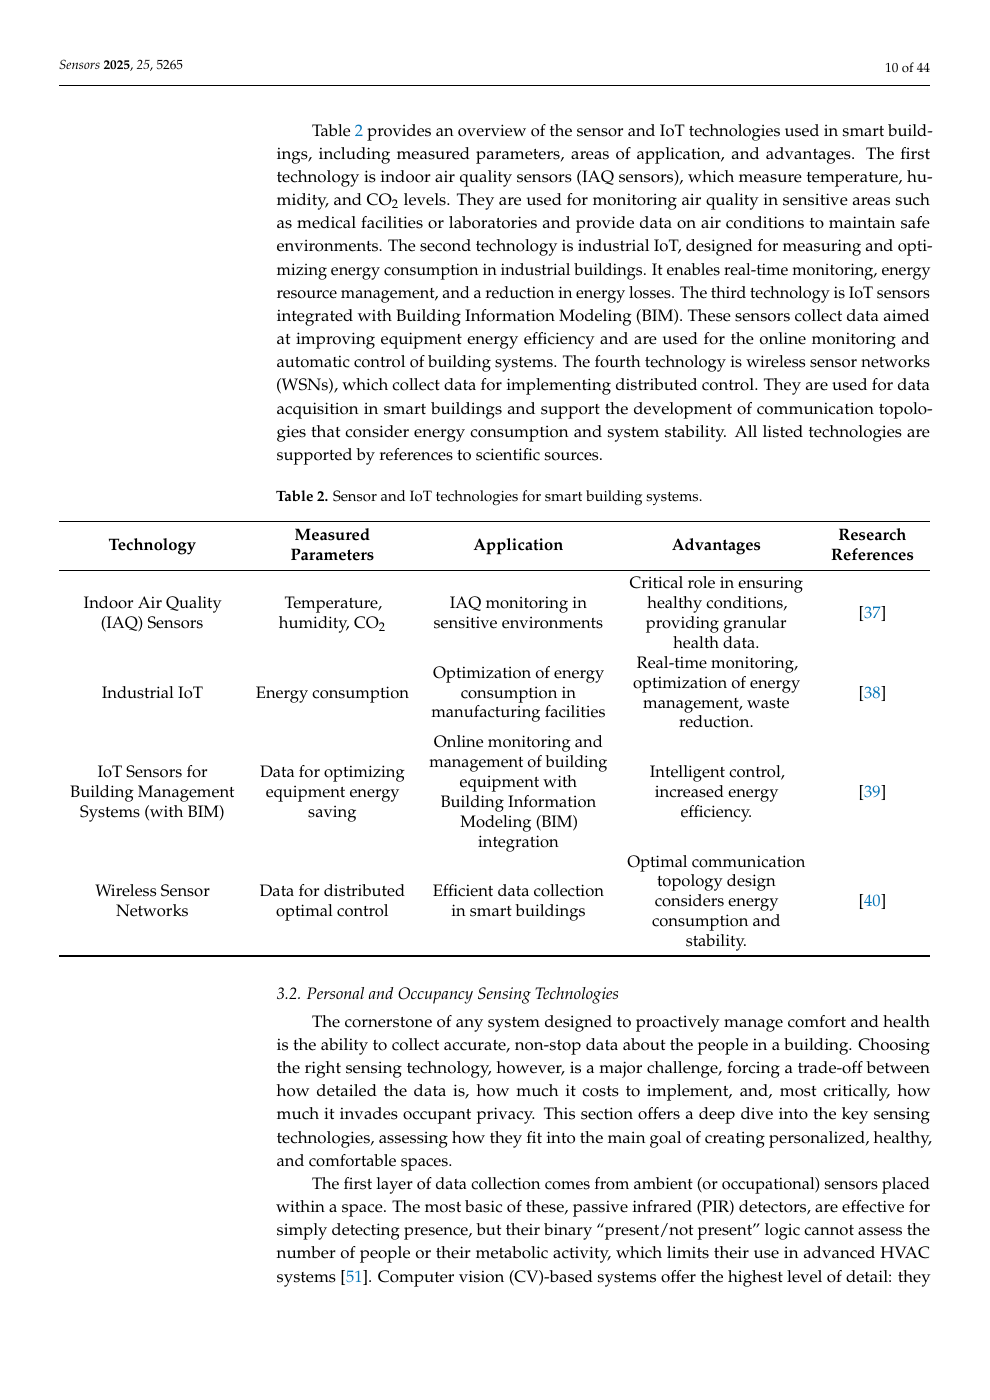 Sensors 2025, 25, 5265
10 of 44
Table 2 provides an overview of the sensor and IoT technologies used in smart build-
ings, including measured parameters, areas of application, and advantages. The first
technology is indoor air quality sensors (IAQ sensors), which measure temperature, hu-
midity, and CO2 levels. They are used for monitoring air quality in sensitive areas such
as medical facilities or laboratories and provide data on air conditions to maintain safe
environments. The second technology is industrial IoT, designed for measuring and opti-
mizing energy consumption in industrial buildings. It enables real-time monitoring, energy
resource management, and a reduction in energy losses. The third technology is IoT sensors
integrated with Building Information Modeling (BIM). These sensors collect data aimed
at improving equipment energy efficiency and are used for the online monitoring and
automatic control of building systems. The fourth technology is wireless sensor networks
(WSNs), which collect data for implementing distributed control. They are used for data
acquisition in smart buildings and support the development of communication topolo-
gies that consider energy consumption and system stability. All listed technologies are
supported by references to scientific sources.
Table 2. Sensor and IoT technologies for smart building systems.
Technology
Measured
Parameters
Application
Advantages
Research
References
Indoor Air Quality
(IAQ) Sensors
Temperature,
humidity, CO2
IAQ monitoring in
sensitive environments
Critical role in ensuring
healthy conditions,
providing granular
health data.
[37]
Industrial IoT
Energy consumption
Optimization of energy
consumption in
manufacturing facilities
Real-time monitoring,
optimization of energy
management, waste
reduction.
[38]
IoT Sensors for
Building Management
Systems (with BIM)
Data for optimizing
equipment energy
saving
Online monitoring and
management of building
equipment with
Building Information
Modeling (BIM)
integration
Intelligent control,
increased energy
efficiency.
[39]
Wireless Sensor
Networks
Data for distributed
optimal control
Efficient data collection
in smart buildings
Optimal communication
topology design
considers energy
consumption and
stability.
[40]
3.2. Personal and Occupancy Sensing Technologies
The cornerstone of any system designed to proactively manage comfort and health
is the ability to collect accurate, non-stop data about the people in a building. Choosing
the right sensing technology, however, is a major challenge, forcing a trade-off between
how detailed the data is, how much it costs to implement, and, most critically, how
much it invades occupant privacy. This section offers a deep dive into the key sensing
technologies, assessing how they fit into the main goal of creating personalized, healthy,
and comfortable spaces.
The first layer of data collection comes from ambient (or occupational) sensors placed
within a space. The most basic of these, passive infrared (PIR) detectors, are effective for
simply detecting presence, but their binary “present/not present” logic cannot assess the
number of people or their metabolic activity, which limits their use in advanced HVAC
systems [51]. Computer vision (CV)-based systems offer the highest level of detail: they